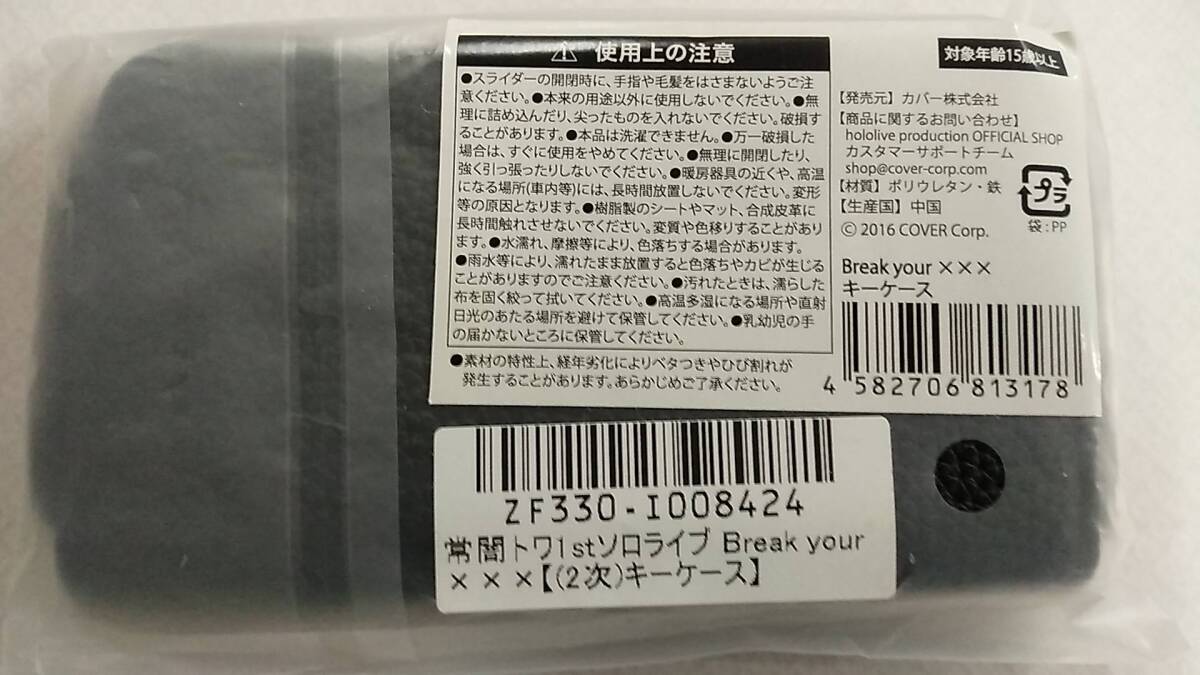 ⚠ 使用上の注意
●スライダーの開閉時に、手指や毛髪をはさまないようご注
意ください。●本来の用途以外に使用しないでください。●無
理に詰め込んだり、尖ったものを入れないでください。破損す
ることがあります。●本品は洗濯できません。●万一破損した
場合は、すぐに使用をやめてください。●無理に開閉したり、
強く引っ張ったりしないでください。●暖房器具の近くや、高温
になる場所(車内等)には、長時間放置しないでください。変形
等の原因となります。●樹脂製のシートやマット、合成皮革に
長時間触れさせないでください。変質や色移りすることがあり
ます。●水濡れ、摩擦等により、色落ちする場合があります。
●雨水等により、濡れたまま放置すると色落ちやカビが生じる
ことがありますのでご注意ください。●汚れたときは、濡らした
布を固く絞って拭いてください。●高温多湿になる場所や直射
日光のあたる場所を避けて保管してください。●乳幼児の手
の届かないところに保管してください。
●素材の特性上、経年劣化によりベタつきやひび割れが
発生することがあります。あらかじめご了承ください。
対象年齢15歳以上
【発売元】カバー株式会社
【商品に関するお問い合わせ】
hololive production OFFICIAL SHOP
カスタマーサポートチーム
shop@cover-corp.com
【材質】ポリウレタン・鉄
【生産国】中国
© 2016 COVER Corp.
プラ
袋:PP
Break your ×××
キーケース
4 582706 813178
ZF330-I008424
常闇トワ1stソロライブ Break your
×××【(2次)キーケース】